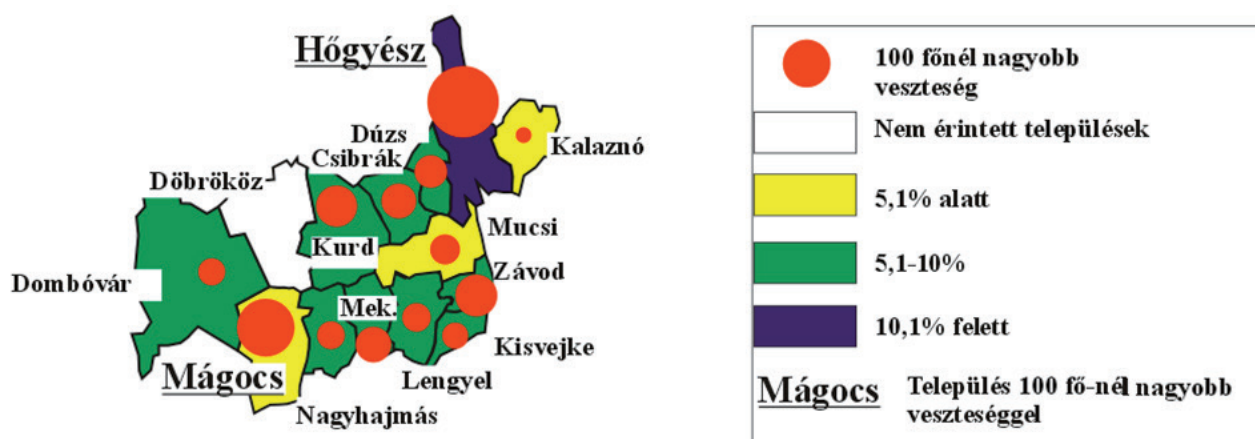 Hőgyész
Dúzs
Csibrák
Kalaznó
Döbrököz
Mucsi
Kurd
Závod
Dombóvár
Mek.
Kisvejke
Mágocs
Lengyel
Nagyhajmás
100 főnél nagyobb
veszteség
Nem érintett települések
5,1% alatt
5,1-10%
10,1% felett
Mágocs
Település 100 fő-nél nagyobb
veszteséggel